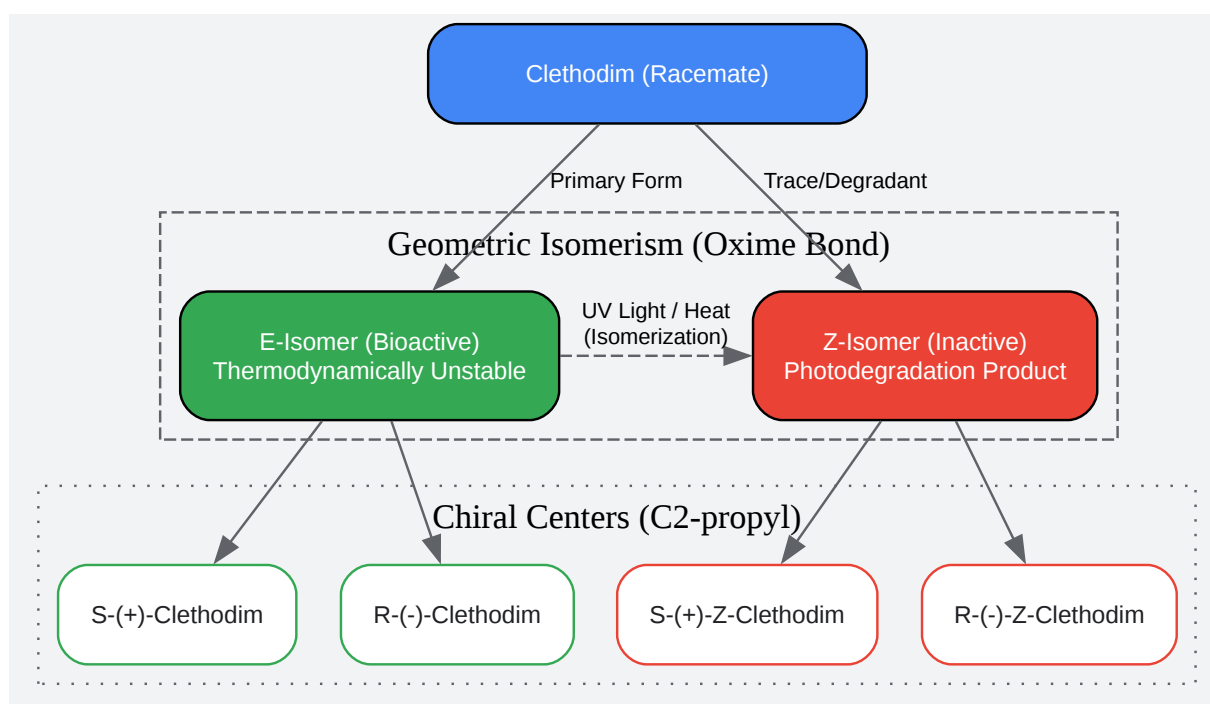 Clethodim (Racemate)
Primary Form
Trace/Degradant
Geometric Isomerism (Oxime Bond)
E-Isomer (Bioactive)
Thermodynamically Unstable
UV Light / Heat
(Isomerization)
Z-Isomer (Inactive)
Photodegradation Product
Chiral Centers (C2-propyl)
S-(+)-Clethodim
R-(-)-Clethodim
S-(+)-Z-Clethodim
R-(-)-Z-Clethodim